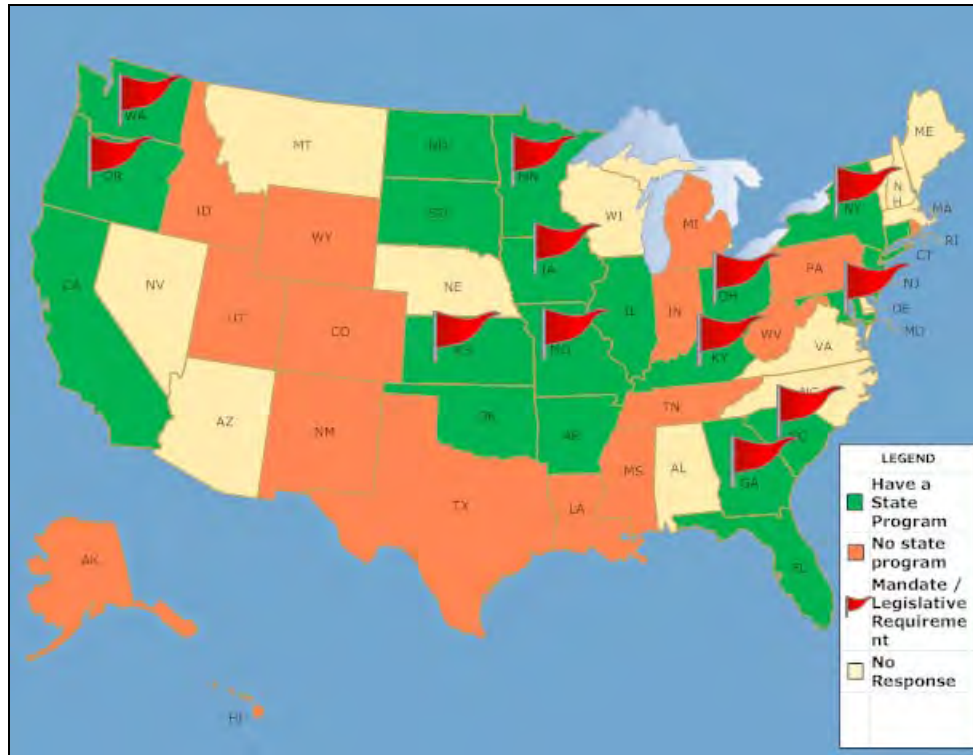 WA
MT
ND
MN
ME
OR
ID
SD
WI
N
H
NY
MA
WY
MI
RI
CT
IA
PA
NJ
NE
OH
CA
NV
IL
IN
DE
UT
CO
WV
MD
KS
MO
KY
VA
NC
TN
AZ
NM
OK
AR
SC
MS
AL
GA
TX
LA
FL
AK
HI
LEGEND
Have a
State
Program
No state
program
Mandate /
Legislative
Requireme
nt
No
Response